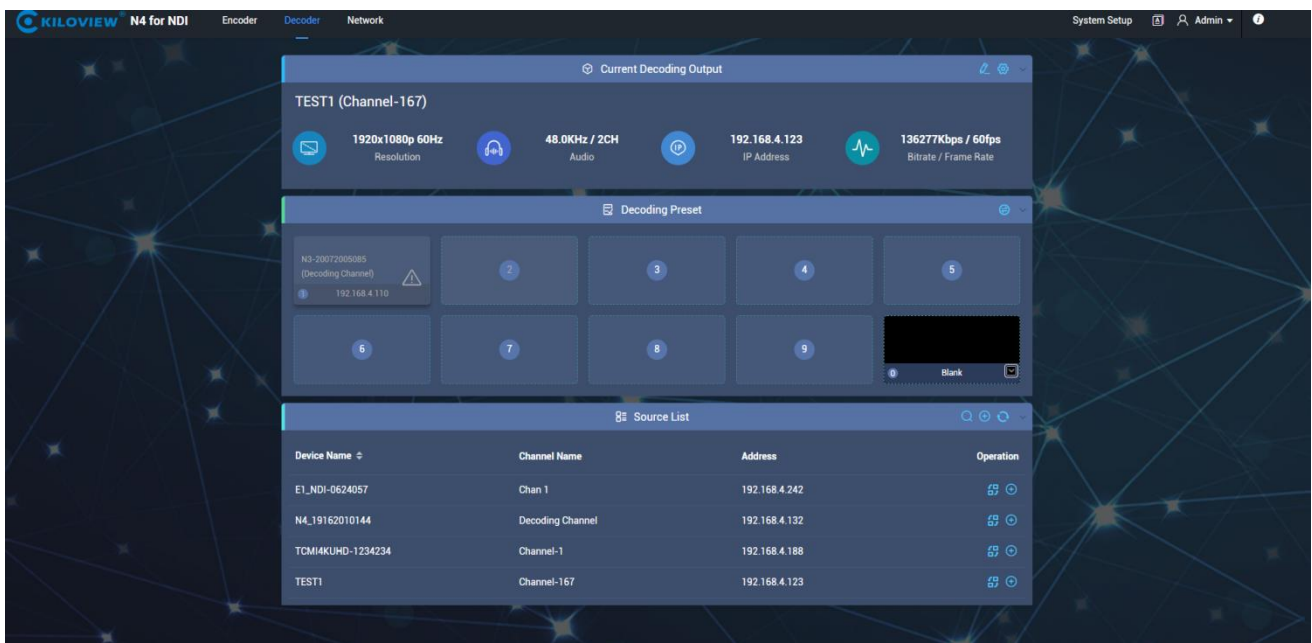 KILOVIEW® N4 for NDI Encoder Decoder Network System Setup A Admin
Current Decoding Output
TEST1 (Channel-167)
1920x1080p 60Hz 48.0KHz / 2CH 192.168.4.123 136277Kbps / 60fps
Resolution Audio IP IP Address Bitrate / Frame Rate
Decoding Preset
N3-20072005085
(Decoding Channel)
1 192.168.4.110
2 3 4 5
6 7 8 9
0 Blank
Source List
Device Name Channel Name Address Operation
E1_NDI-0624057 Chan 1 192.168.4.242
N4_19162010144 Decoding Channel 192.168.4.132
TCMI4KUHD-1234234 Channel-1 192.168.4.188
TEST1 Channel-167 192.168.4.123